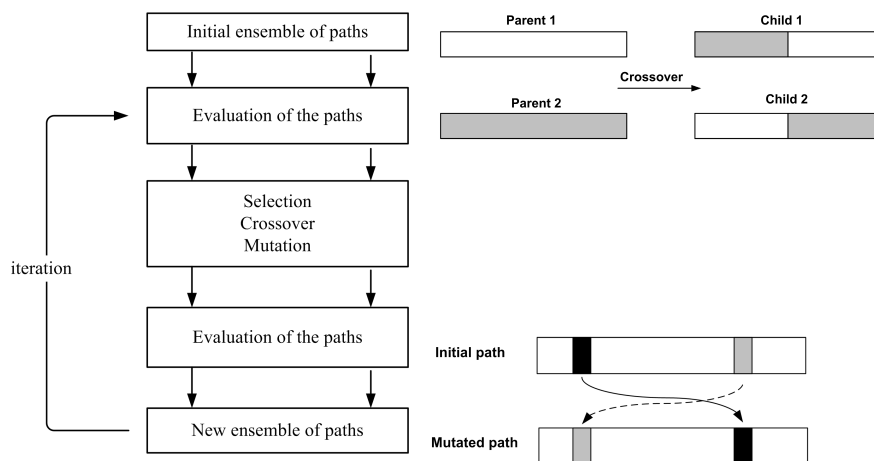 Initial ensemble of paths
Evaluation of the paths
Selection
Crossover
Mutation
iteration
Evaluation of the paths
New ensemble of paths
Parent 1
Child 1
Crossover
Parent 2
Child 2
Initial path
Mutated path